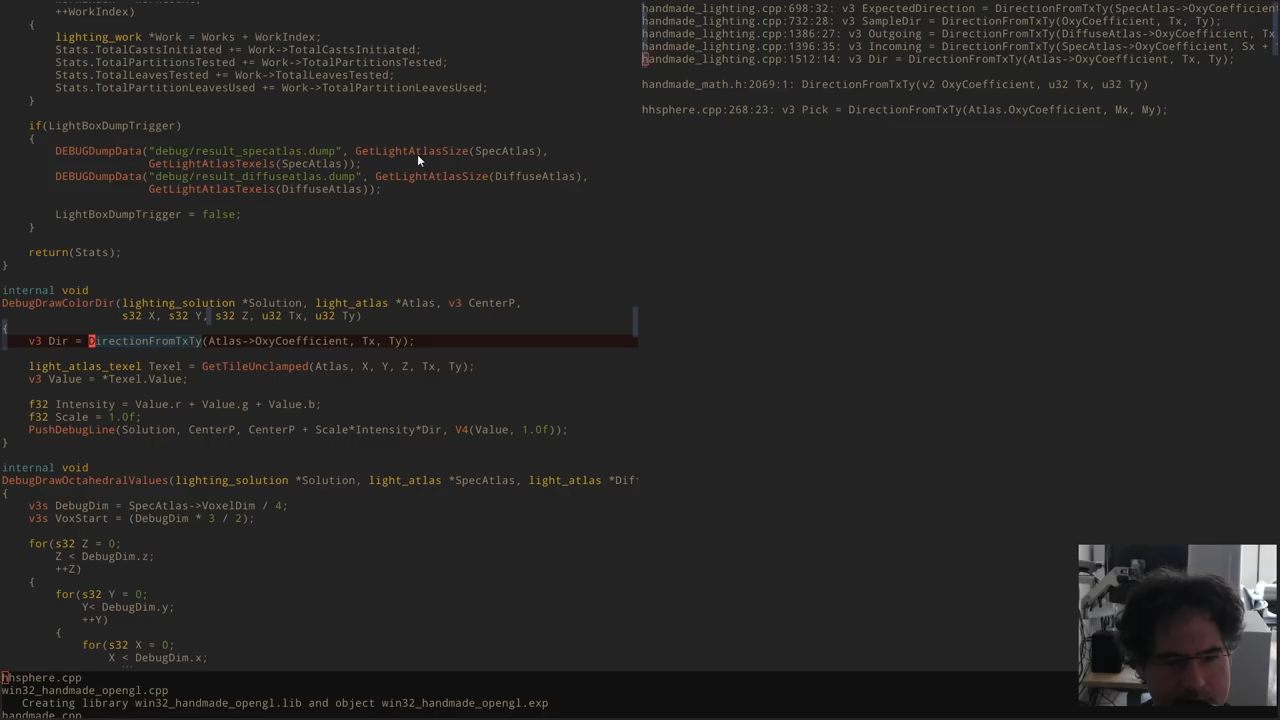 ++WorkIndex)
{
lighting_work *Work = Works + WorkIndex;
Stats.TotalCastsInitiated += Work->TotalCastsInitiated;
Stats.TotalPartitionsTested += Work->TotalPartitionsTested;
Stats.TotalLeavesTested += Work->TotalLeavesTested;
Stats.TotalPartitionLeavesUsed += Work->TotalPartitionLeavesUsed;
}
if(LightBoxDumpTrigger)
{
DEBUGDumpData("debug/result_specatlas.dump", GetLightAtlasSize(SpecAtlas),
GetLightAtlasTexels(SpecAtlas));
DEBUGDumpData("debug/result_diffuseatlas.dump", GetLightAtlasSize(DiffuseAtlas),
GetLightAtlasTexels(DiffuseAtlas));
LightBoxDumpTrigger = false;
}
return(Stats);
}
internal void
DebugDrawColorDir(lighting_solution *Solution, light_atlas *Atlas, v3 CenterP,
s32 X, s32 Y, s32 Z, u32 Tx, u32 Ty)
{
v3 Dir = DirectionFromTxTy(Atlas->OxyCoefficient, Tx, Ty);
light_atlas_texel Texel = GetTileUnclamped(Atlas, X, Y, Z, Tx, Ty);
v3 Value = *Texel.Value;
f32 Intensity = Value.r + Value.g + Value.b;
f32 Scale = 1.0f;
PushDebugLine(Solution, CenterP, CenterP + Scale*Intensity*Dir, V4(Value, 1.0f));
}
internal void
DebugDrawOctahedralValues(lighting_solution *Solution, light_atlas *SpecAtlas, light_atlas *Dif
{
v3s DebugDim = SpecAtlas->VoxelDim / 4;
v3s VoxStart = (DebugDim * 3 / 2);
for(s32 Z = 0;
Z < DebugDim.z;
++Z)
{
for(s32 Y = 0;
Y< DebugDim.y;
++Y)
{
for(s32 X = 0;
X < DebugDim.x;
handmade_lighting.cpp:698:32: v3 ExpectedDirection = DirectionFromTxTy(SpecAtlas->OxyCoefficien
handmade_lighting.cpp:732:28: v3 SampleDir = DirectionFromTxTy(OxyCoefficient, Tx, Ty);
handmade_lighting.cpp:1386:27: v3 Outgoing = DirectionFromTxTy(DiffuseAtlas->OxyCoefficient, Tx
handmade_lighting.cpp:1396:35: v3 Incoming = DirectionFromTxTy(SpecAtlas->OxyCoefficient, Sx +
handmade_lighting.cpp:1512:14: v3 Dir = DirectionFromTxTy(Atlas->OxyCoefficient, Tx, Ty);
handmade_math.h:2069:1: DirectionFromTxTy(v2 OxyCoefficient, u32 Tx, u32 Ty)
hhsphere.cpp:268:23: v3 Pick = DirectionFromTxTy(Atlas.OxyCoefficient, Mx, My);
hhsphere.cpp
win32_handmade_opengl.cpp
Creating library win32_handmade_opengl.lib and object win32_handmade_opengl.exp
handmade.cpp